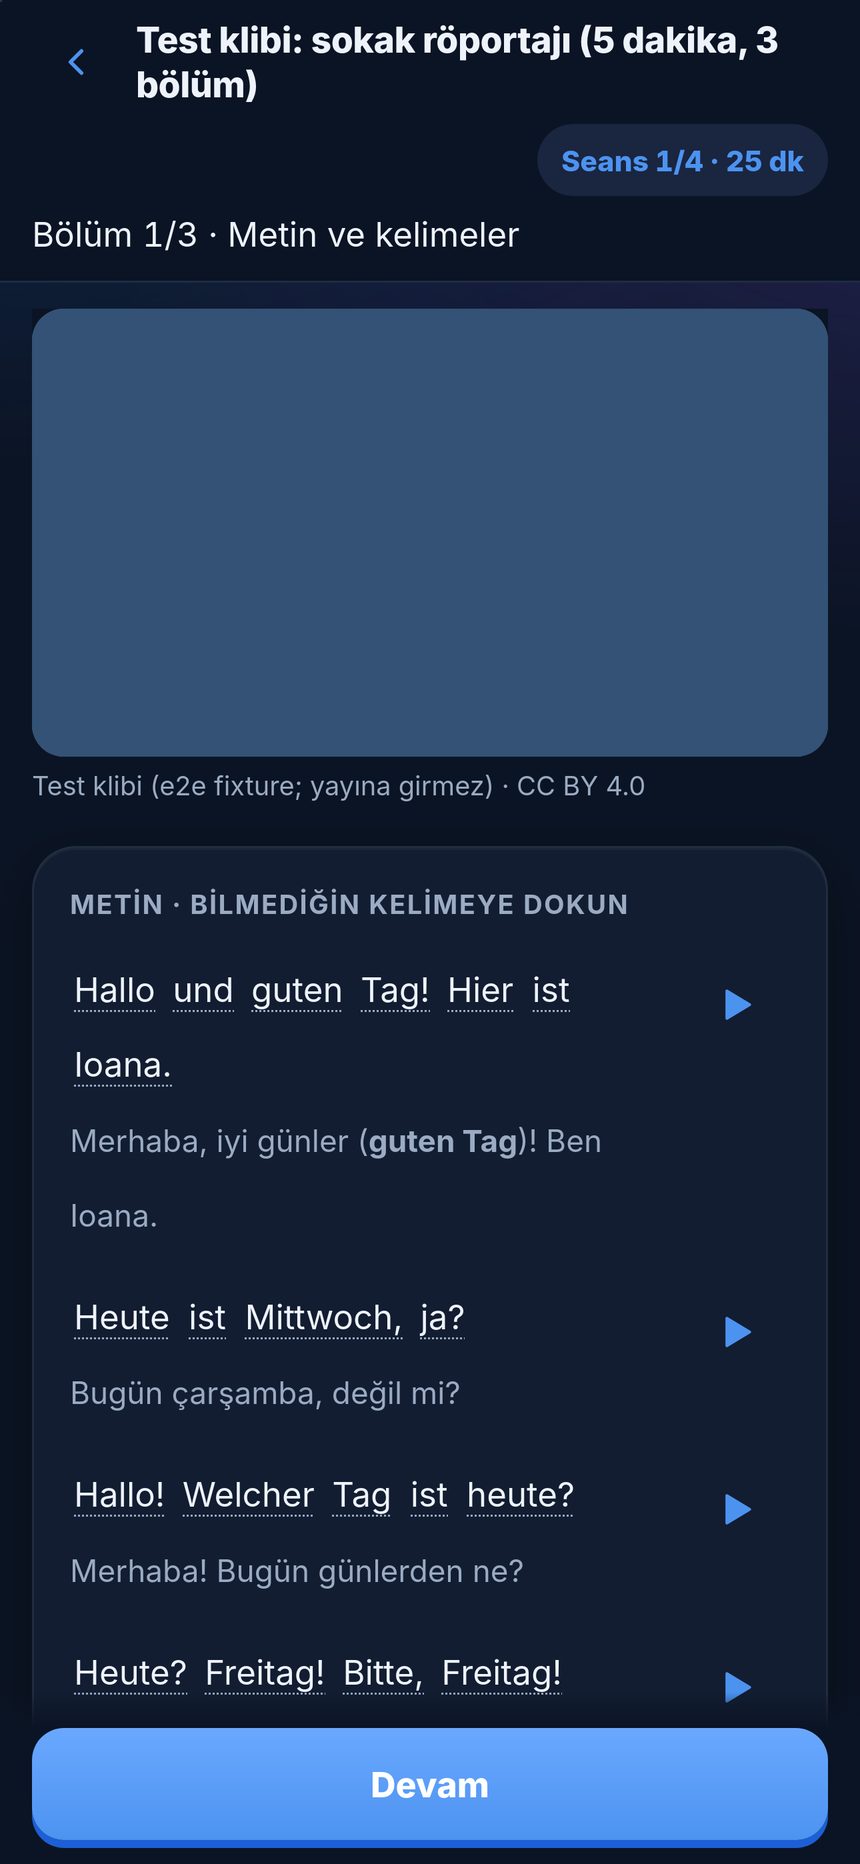 Test klibi: sokak röportajı (5 dakika, 3
bölüm)
Seans 1/4 · 25 dk
Bölüm 1/3 · Metin ve kelimeler
Test klibi (e2e fixture; yayına girmez) · CC BY 4.0
METİN · BİLMEDİĞİN KELİMEYE DOKUN
Hallo und guten Tag! Hier ist
Ioana.
Merhaba, iyi günler (guten Tag)! Ben
Ioana.
Heute ist Mittwoch, ja?
Bugün çarşamba, değil mi?
Hallo! Welcher Tag ist heute?
Merhaba! Bugün günlerden ne?
Heute? Freitag! Bitte, Freitag!
Devam